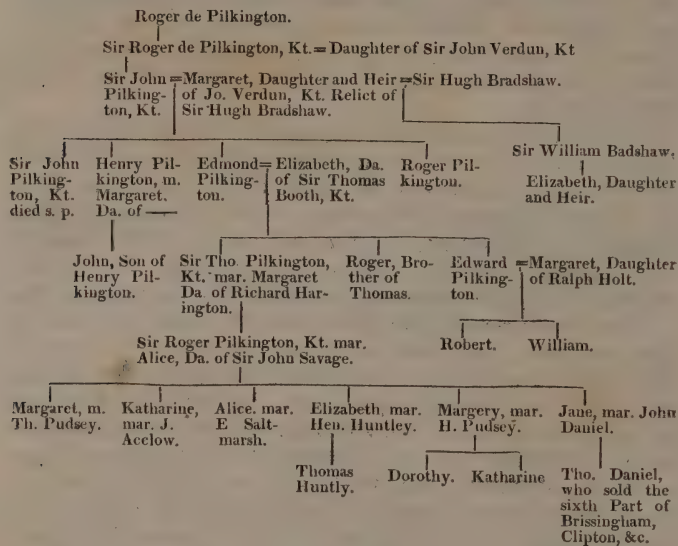 Roger de Pilkington.
Sir Roger de Pilkington, Kt. = Daughter of Sir John Verdun, Kt
Sir John Pilking-
ton, Kt.
= Margaret, Daughter and Heir
of Jo. Verdun, Kt. Relict of
Sir Hugh Bradshaw.
= Sir Hugh Bradshaw.
Sir John
Pilking-
ton, Kt.
died s. p.
Henry Pil-
kington, m.
Margaret.
Da. of ——
Edmond =
Pilking-
ton.
Elizabeth, Da.
of Sir Thomas
Booth, Kt.
Roger Pil-
kington.
Sir William Badshaw.
Elizabeth, Daughter
and Heir.
John, Son of
Henry Pil-
kington.
Sir Tho. Pilkington,
Kt. mar. Margaret
Da. of Richard Har-
ington.
Roger, Bro-
ther of
Thomas.
Edward =
Pilking-
ton.
Margaret, Daughter
of Ralph Holt.
Sir Roger Pilkington, Kt. mar.
Alice, Da. of Sir John Savage.
Robert.
William.
Margaret, m.
Th. Pudsey.
Katharine,
mar. J.
Acclow.
Alice. mar.
E Salt-
marsh.
Elizabeth, mar.
Hen. Huntley.
Margery, mar.
H. Pudsey.
Jane, mar. John
Daniel.
Thomas
Huntly.
Dorothy.
Katharine
Tho. Daniel,
who sold the
sixth Part of
Brissingham,
Clipton, &c.